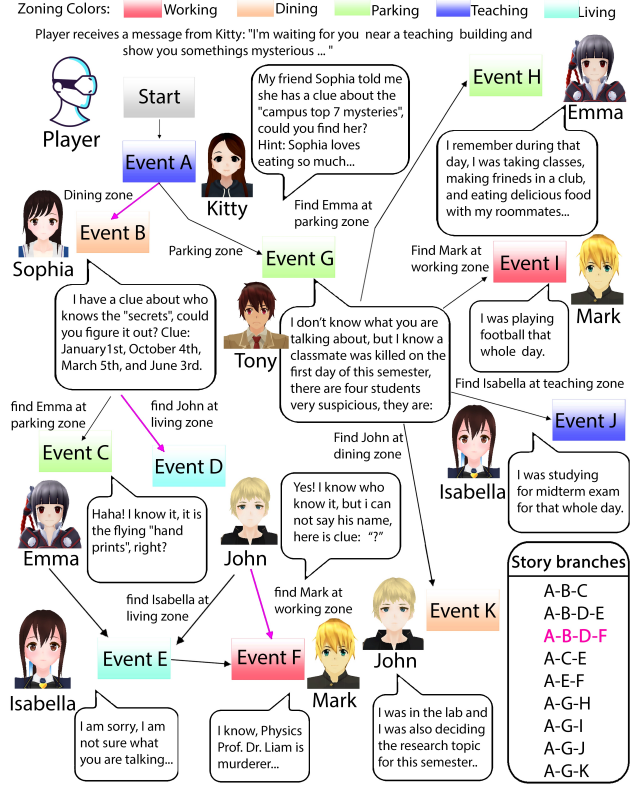 Zoning Colors: Working Dining Parking Teaching Living
Player receives a message from Kitty: "I'm waiting for you near a teaching building and
show you somethings mysterious ... "
Player
Start
Event A
Kitty
My friend Sophia told me
she has a clue about the
"campus top 7 mysteries",
could you find her?
Hint: Sophia loves
eating so much...
Event H
Emma
I remember during that
day, I was taking classes,
making frineds in a club,
and eating delicious food
with my roommates...
Dining zone
Sophia
Event B
Parking zone
Find Emma at
parking zone
Event G
Find Mark at
working zone
Event I
Mark
I was playing
football that
whole day.
I have a clue about who
knows the "secrets", could
you figure it out? Clue:
January1st, October 4th,
March 5th, and June 3rd.
Tony
I don't know what you are
talking about, but I know a
classmate was killed on the
first day of this semester,
there are four students
very suspicious, they are:
Find Isabella at teaching zone
Event J
Isabella
I was studying
for midterm exam
for that whole day.
find Emma at
parking zone
find John at
living zone
Find John at
dining zone
Event C
Event D
Emma
Haha! I know it, it is
the flying "hand
prints", right?
John
Yes! I know who
know it, but i can
not say his name,
here is clue: “?”
find Isabella at
living zone
find Mark at
working zone
John
Event K
Isabella
Event E
Event F
Mark
I am sorry, I am
not sure what
you are talking...
I know, Physics
Prof. Dr. Liam is
murderer...
I was in the lab and
I was also deciding
the research topic
for this semester..
Story branches
A-B-C
A-B-D-E
A-B-D-F
A-C-E
A-E-F
A-G-H
A-G-I
A-G-J
A-G-K